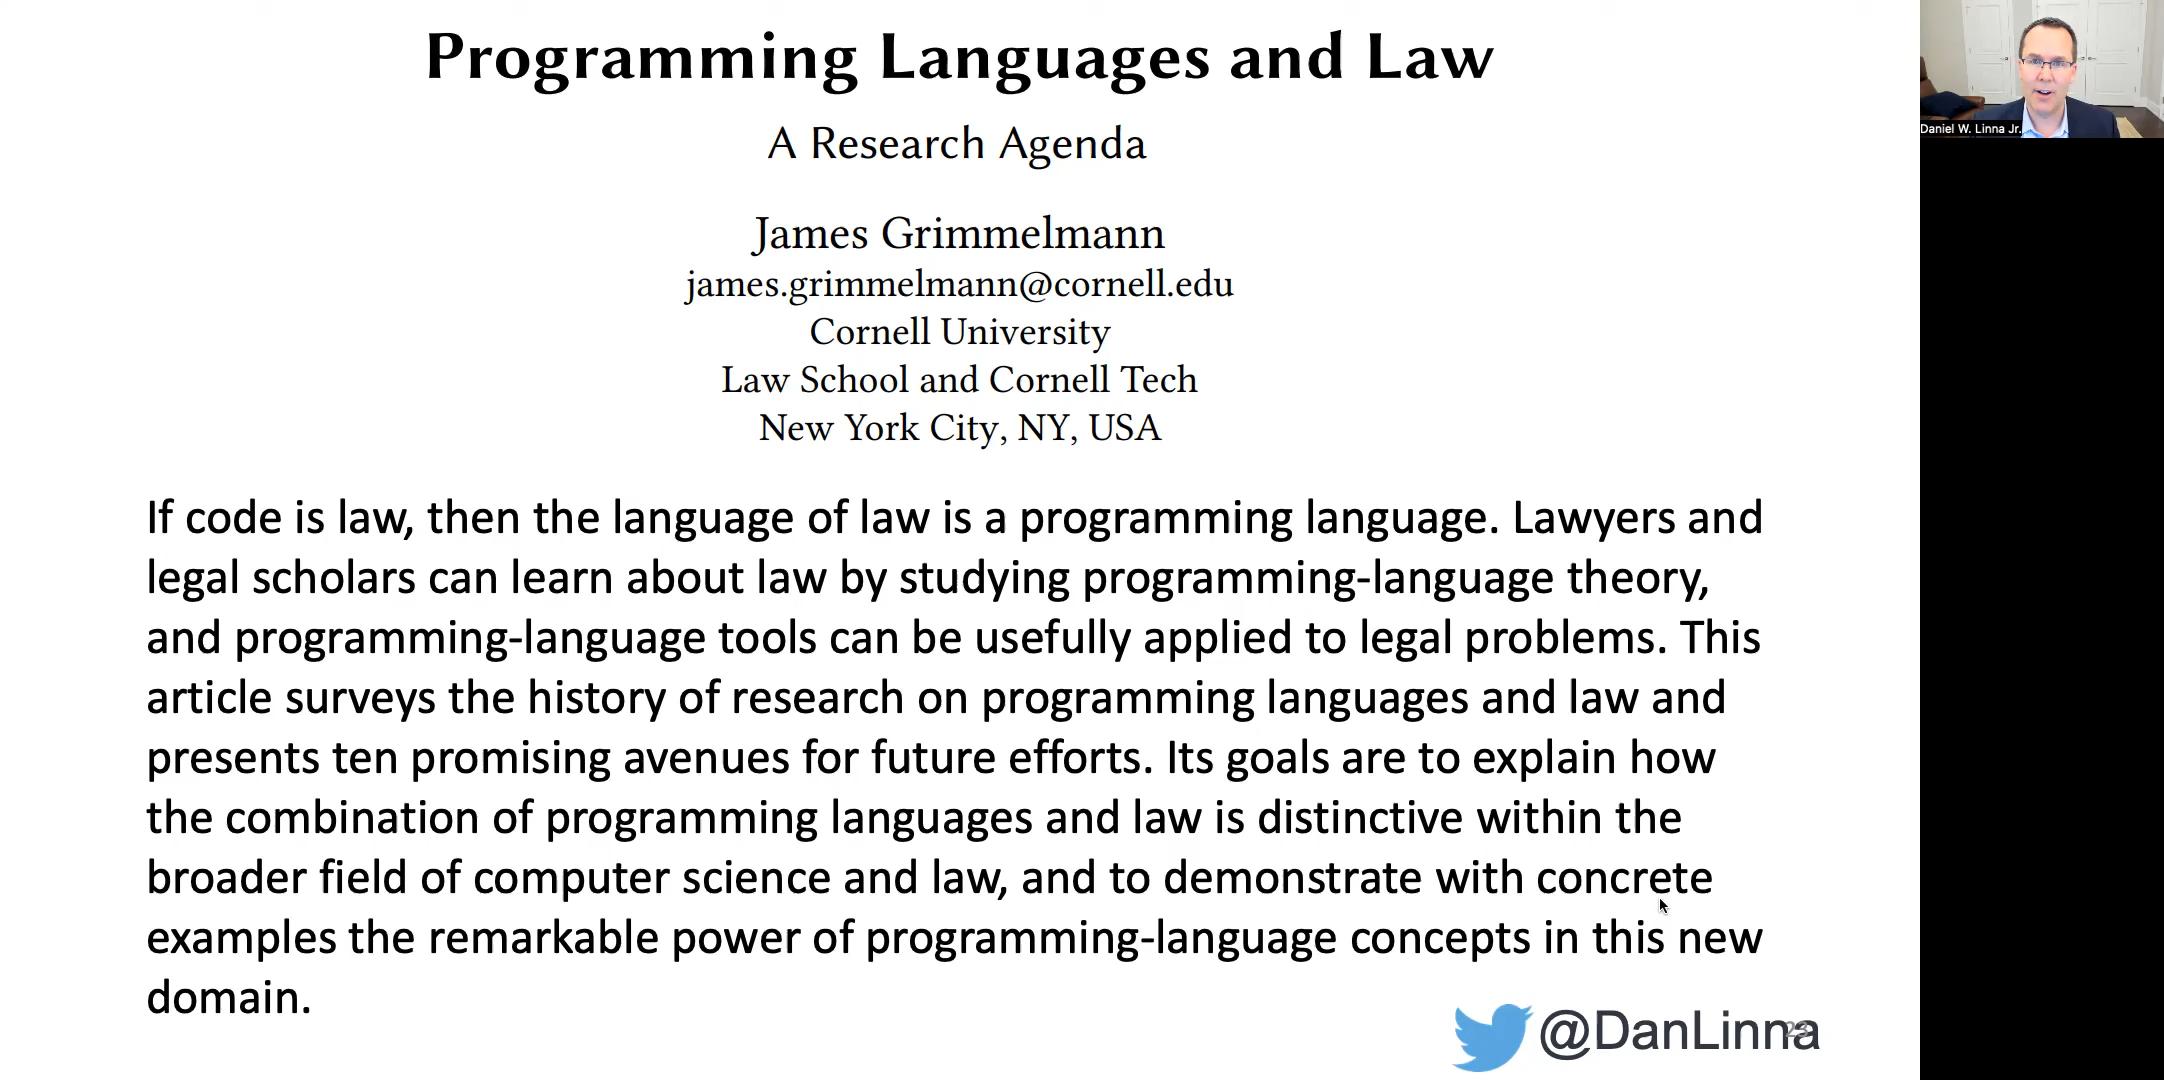 Programming Languages and Law
A Research Agenda
James Grimmelmann
james.grimmelmann@cornell.edu
Cornell University
Law School and Cornell Tech
New York City, NY, USA
If code is law, then the language of law is a programming language. Lawyers and
legal scholars can learn about law by studying programming-language theory,
and programming-language tools can be usefully applied to legal problems. This
article surveys the history of research on programming languages and law and
presents ten promising avenues for future efforts. Its goals are to explain how
the combination of programming languages and law is distinctive within the
broader field of computer science and law, and to demonstrate with concrete
examples the remarkable power of programming-language concepts in this new
domain.
@DanLinna
23
Daniel W. Linna Jr.